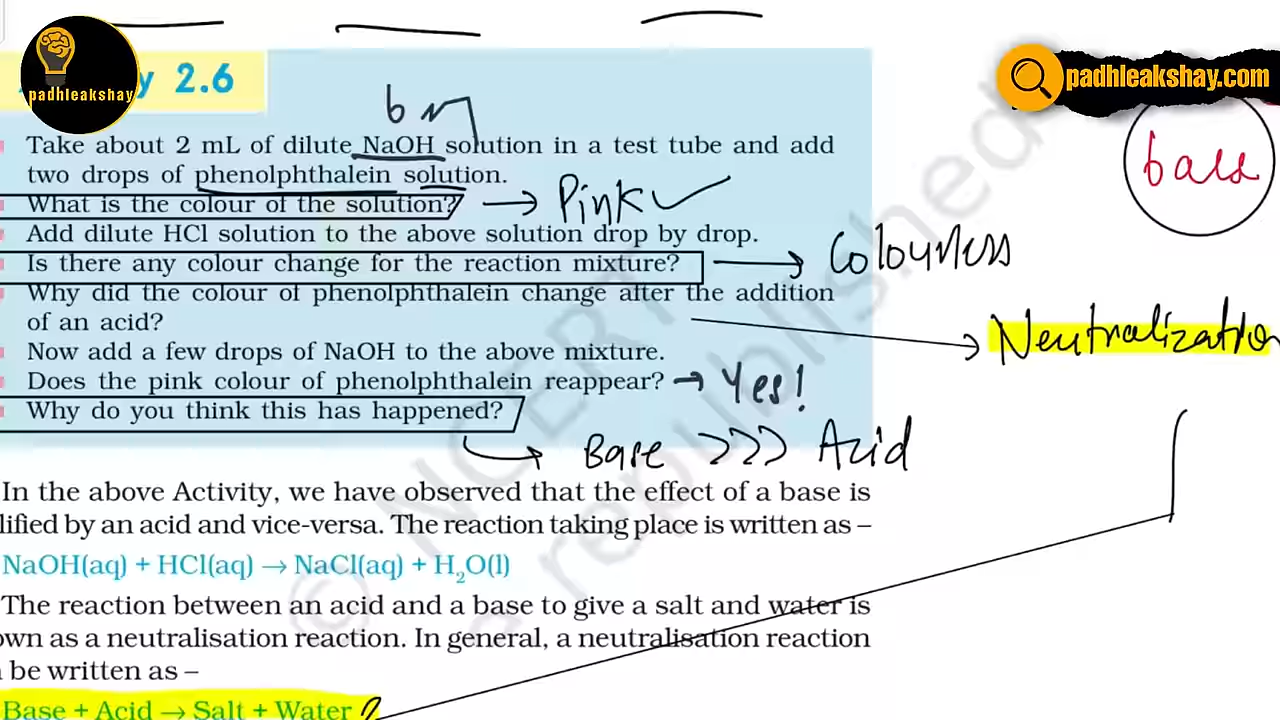 padhleakshay
padhleakshay.com
y 2.6
Take about 2 mL of dilute NaOH solution in a test tube and add
two drops of phenolphthalein solution.
What is the colour of the solution? → Pink
base
Add dilute HCl solution to the above solution drop by drop.
Is there any colour change for the reaction mixture? → Colourless
Why did the colour of phenolphthalein change after the addition
of an acid? → Neutralization
Now add a few drops of NaOH to the above mixture.
Does the pink colour of phenolphthalein reappear? → Yes!
Why do you think this has happened?
Base >>> Acid
In the above Activity, we have observed that the effect of a base is
lified by an acid and vice-versa. The reaction taking place is written as –
NaOH(aq) + HCl(aq) → NaCl(aq) + H₂O(l)
The reaction between an acid and a base to give a salt and water is
own as a neutralisation reaction. In general, a neutralisation reaction
be written as –
Base + Acid → Salt + Water
© NCERT
republished